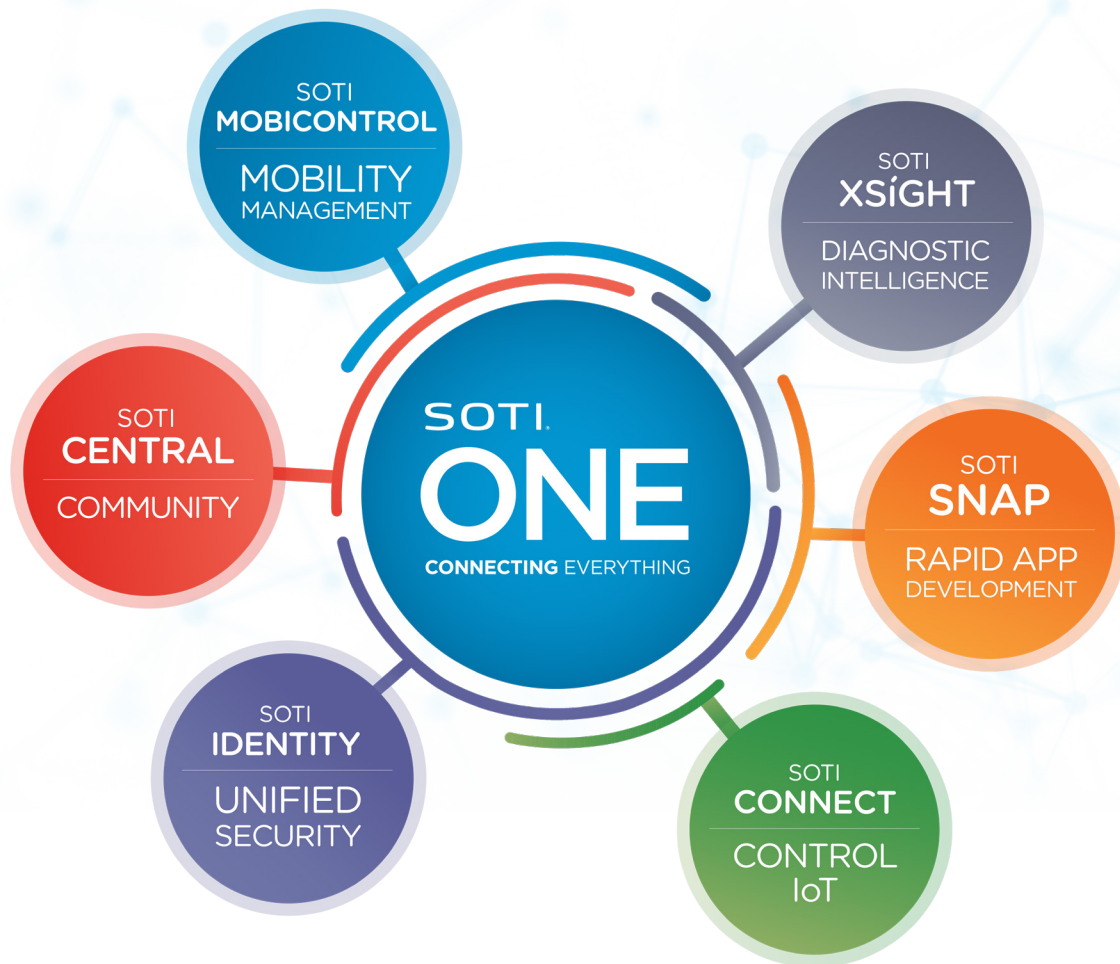 SOTI
MOBICONTROL
MOBILITY
MANAGEMENT
SOTI
XSíGHT
DIAGNOSTIC
INTELLIGENCE
SOTI
CENTRAL
COMMUNITY
SOTI.
ONE
CONNECTING EVERYTHING
SOTI
SNAP
RAPID APP
DEVELOPMENT
SOTI
IDENTITY
UNIFIED
SECURITY
SOTI
CONNECT
CONTROL
IoT